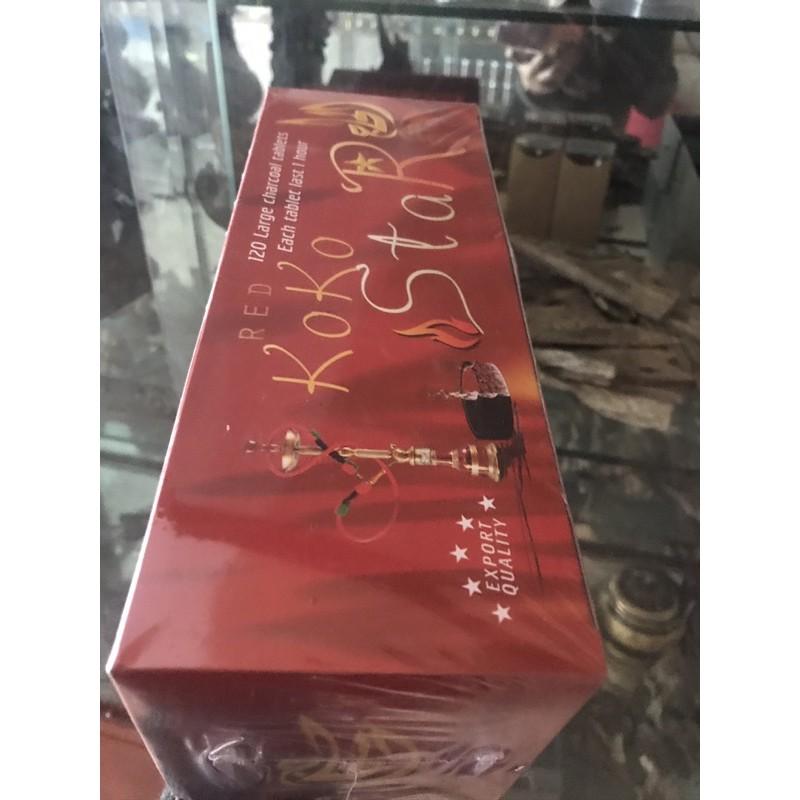 120 Large charcoal tablets
Each tablet last 1 hour
RED
KoKo
StaR
EXPORT
QUALITY